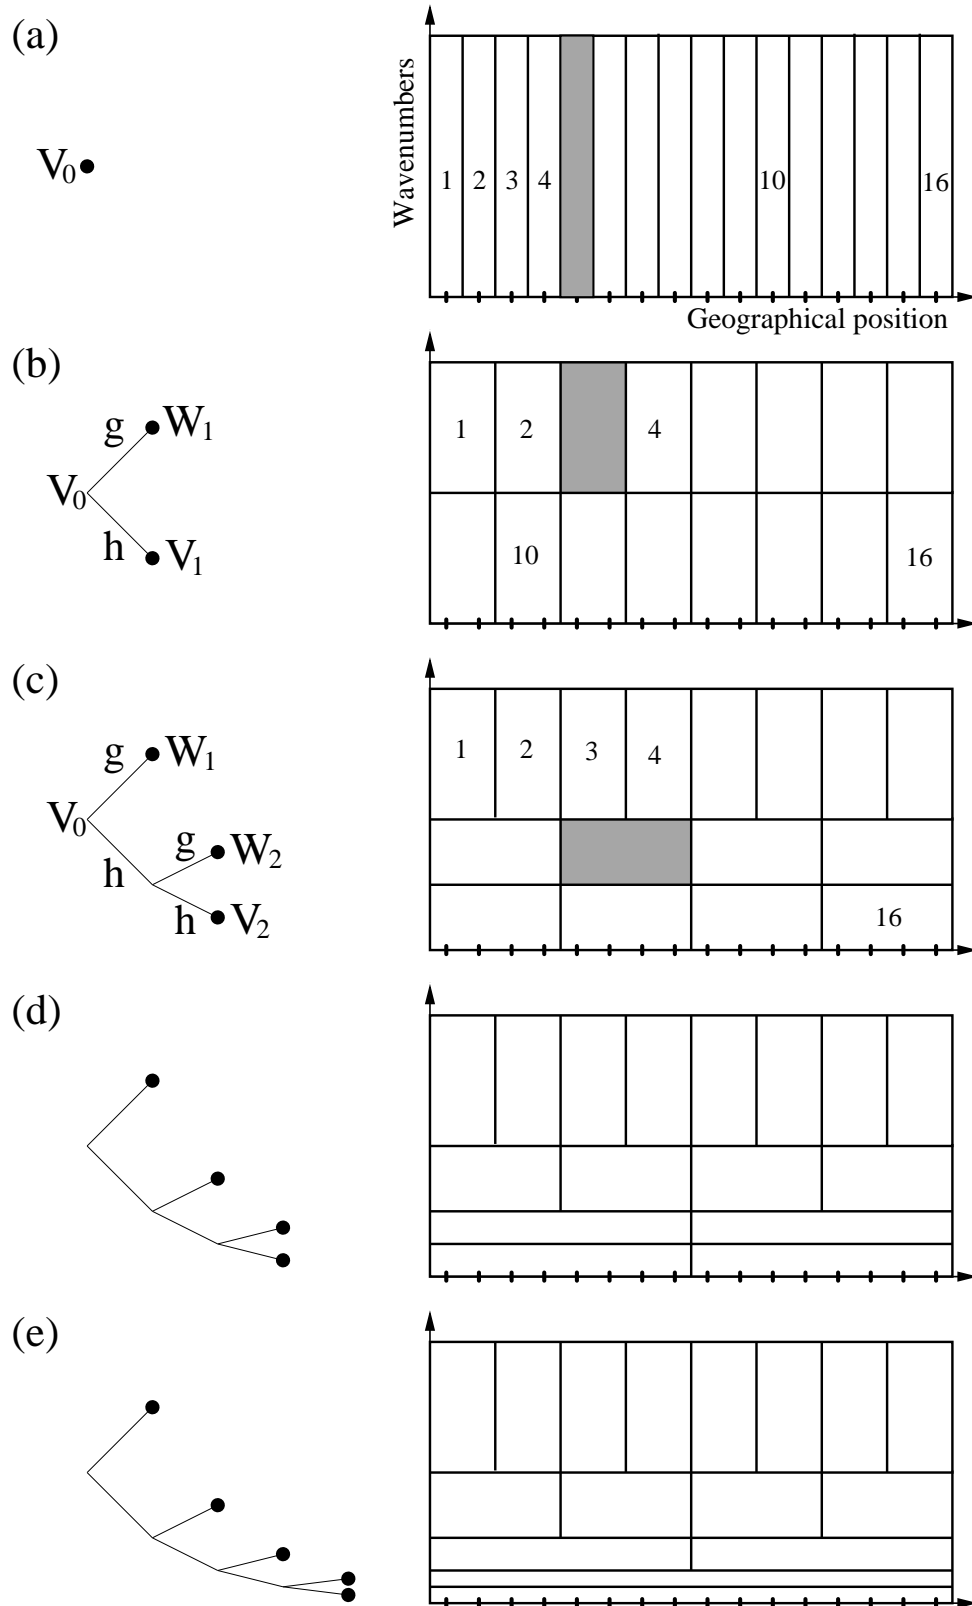 (a)
Wavenumbers
V0
1 2 3 4 10 16
Geographical position
(b)
g W1
V0
h V1
1 2 4
10 16
(c)
g W1
V0
g W2
h
h V2
1 2 3 4
16
(d)
(e)